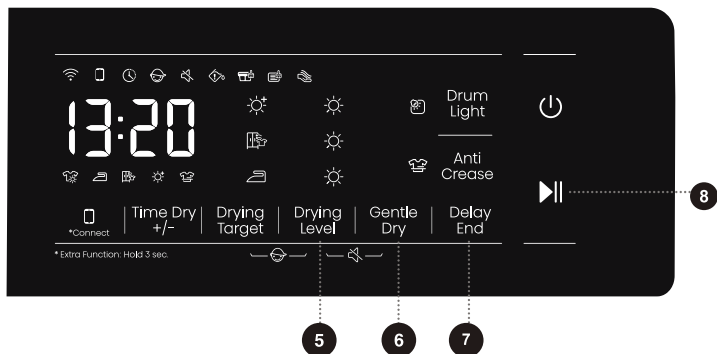 13:20
Drum
Light
Anti
Crease
*Connect
Time Dry
+/-
Drying
Target
Drying
Level
Gentle
Dry
Delay
End
* Extra Function: Hold 3 sec.
8
5
6
7